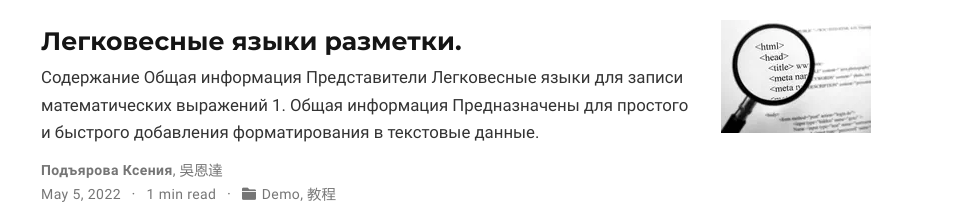 Легковесные языки разметки.
Содержание Общая информация Представители Легковесные языки для записи
математических выражений 1. Общая информация Предназначены для простого
и быстрого добавления форматирования в текстовые данные.
Подъярова Ксения, 吳恩達
May 5, 2022 · 1 min read · Demo, 教程
<html>
<head>
<title> ww
<meta nar
<meta